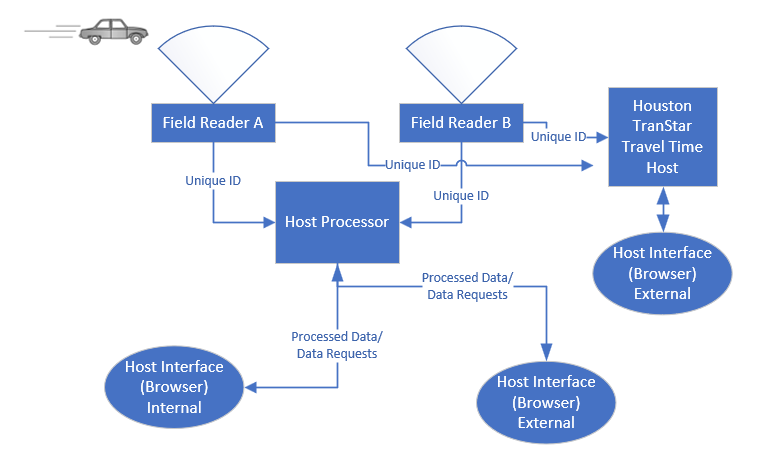 Field Reader A
Field Reader B
Houston
TranStar
Travel Time
Host
Unique ID
Unique ID
Unique ID
Unique ID
Host Processor
Host Interface
(Browser)
External
Processed Data/
Data Requests
Processed Data/
Data Requests
Host Interface
(Browser)
Internal
Host Interface
(Browser)
External